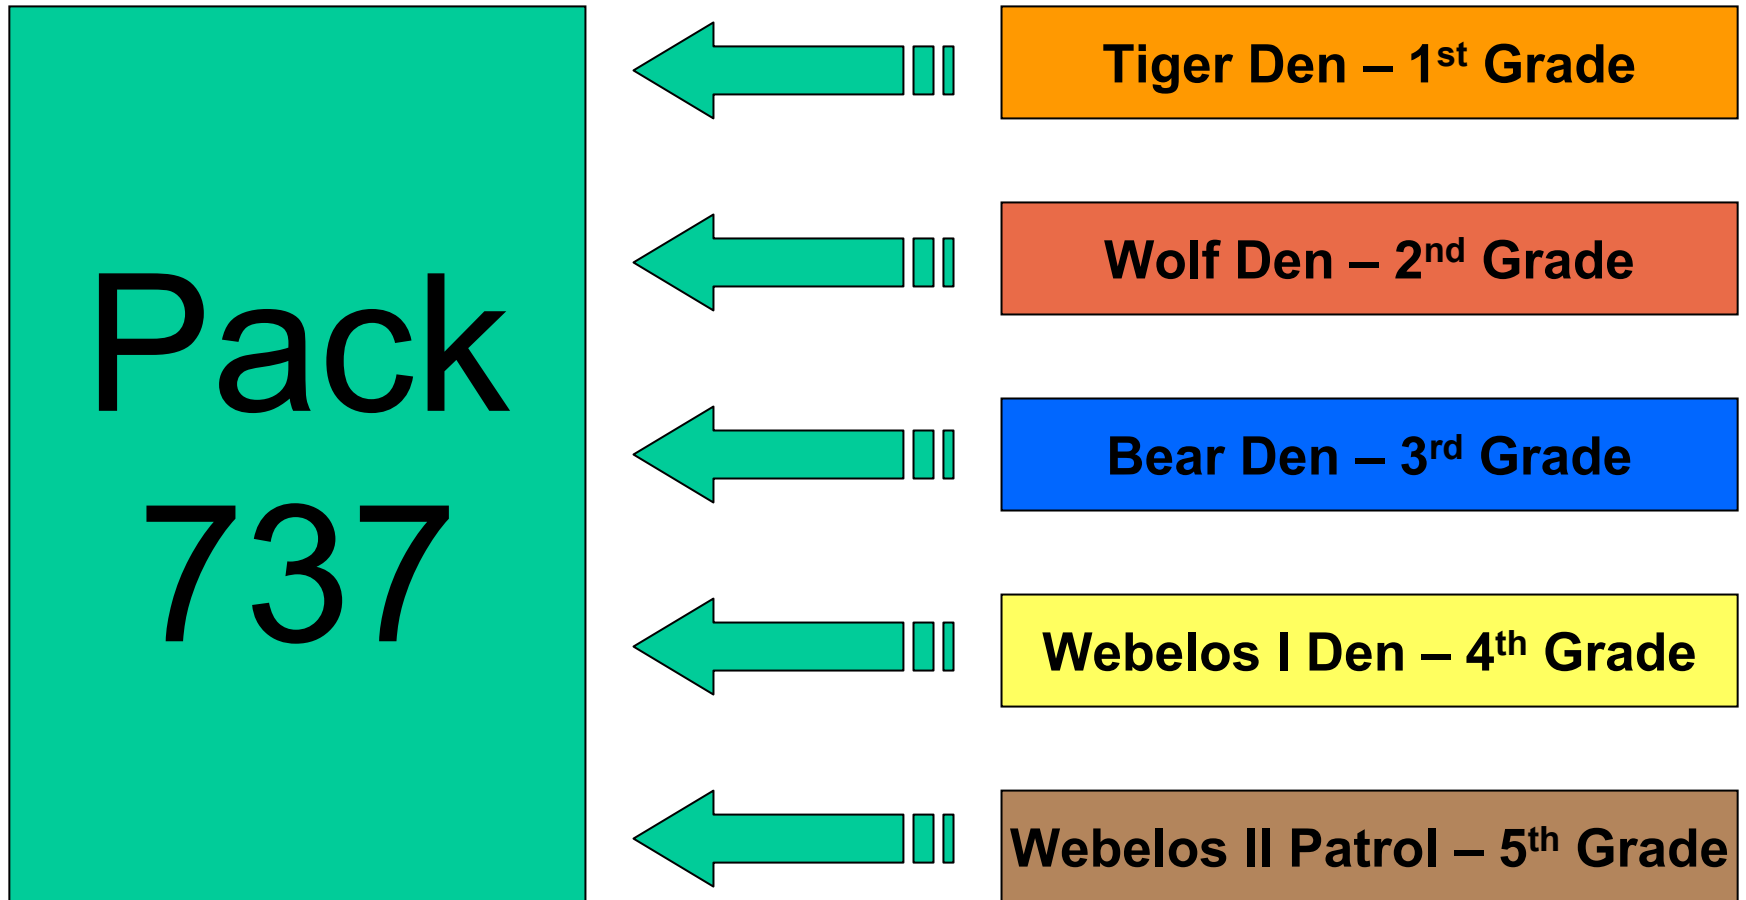 Pack
737
Tiger Den – 1st Grade
Wolf Den – 2nd Grade
Bear Den – 3rd Grade
Webelos I Den – 4th Grade
Webelos II Patrol – 5th Grade